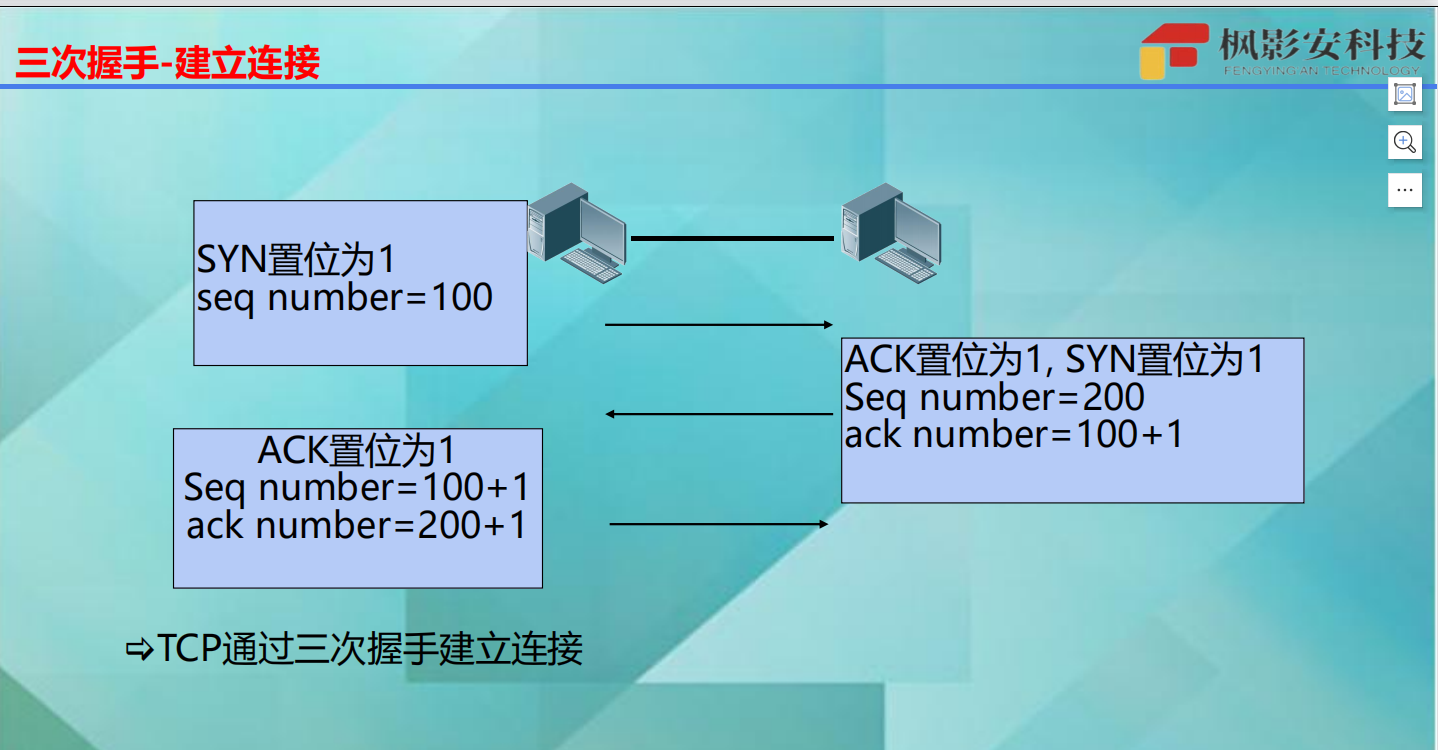 三次握手-建立连接
枫影安科技
FENGYING AN TECHNOLOGY
SYN置位为1
seq number=100
ACK置位为1, SYN置位为1
Seq number=200
ack number=100+1
ACK置位为1
Seq number=100+1
ack number=200+1
⇨TCP通过三次握手建立连接